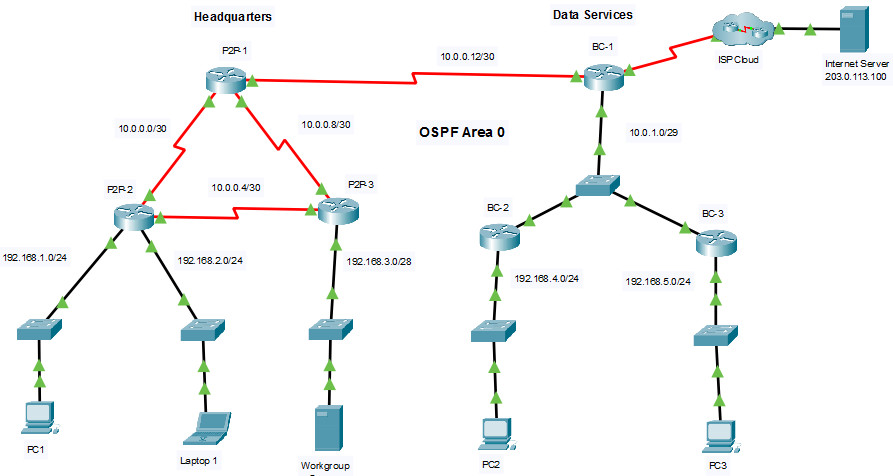 Headquarters
Data Services
P2P-1
BC-1
ISP Cloud
Internet Server
203.0.113.100
10.0.0.12/30
10.0.0.0/30
10.0.0.8/30
OSPF Area 0
10.0.1.0/29
P2P-2
10.0.0.4/30
P2P-3
BC-2
BC-3
192.168.1.0/24
192.168.2.0/24
192.168.3.0/28
192.168.4.0/24
192.168.5.0/24
PC1
Laptop 1
Workgroup
PC2
PC3